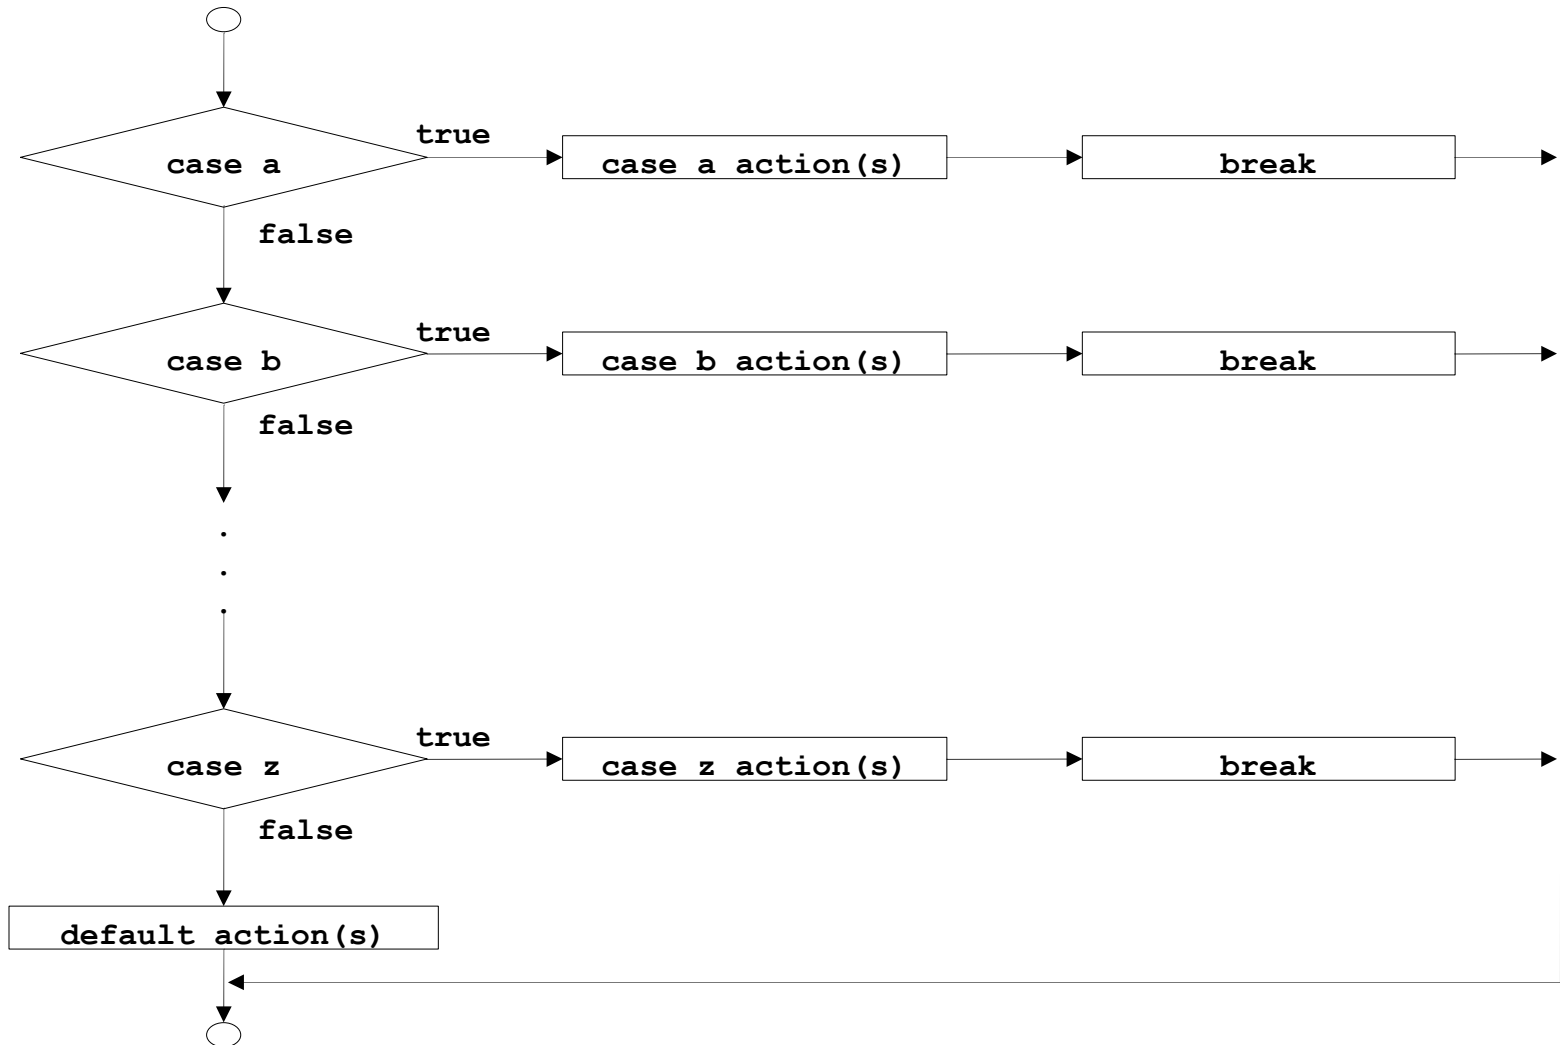 true
case a
case a action(s)
break
false
true
case b
case b action(s)
break
false
.
.
.
true
case z
case z action(s)
break
false
default action(s)